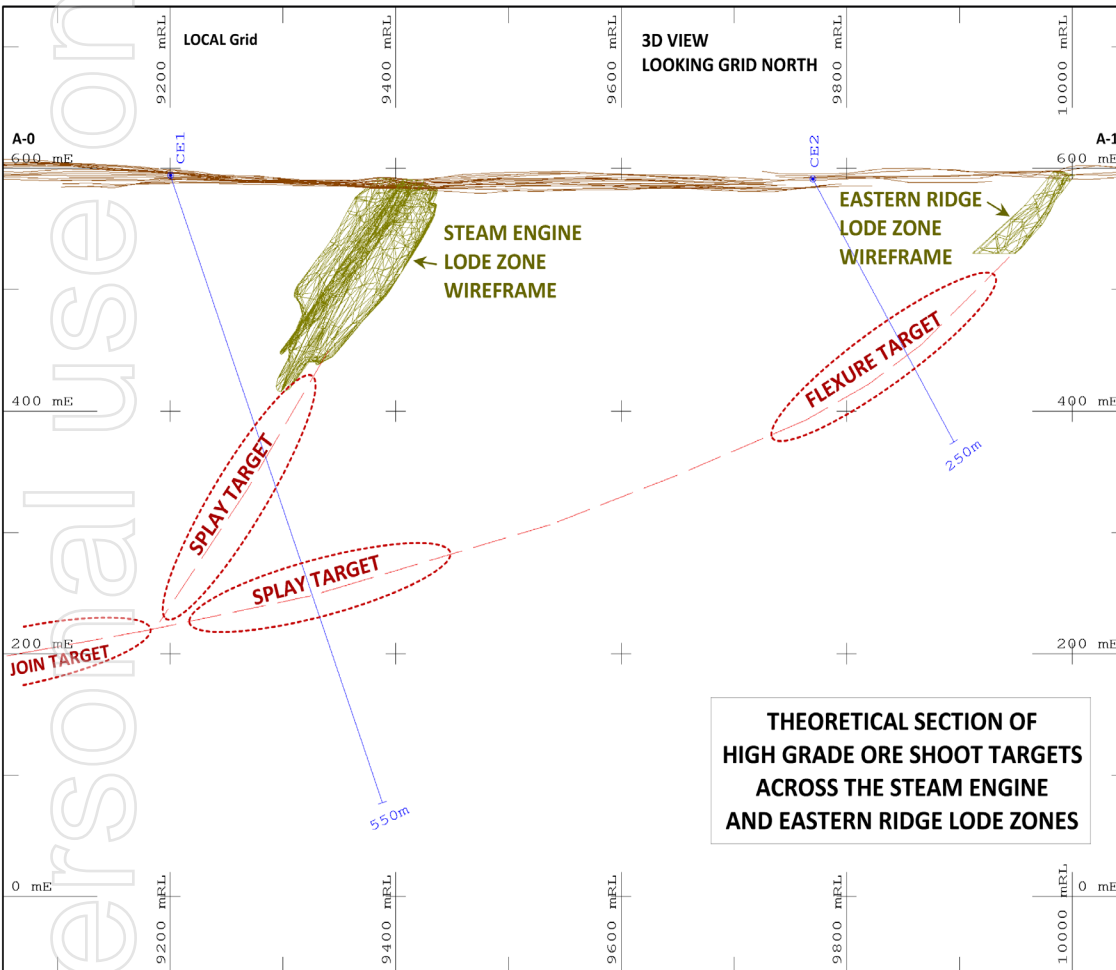 9200 mRL
LOCAL Grid
9400 mRL
3D VIEW
LOOKING GRID NORTH
9600 mRL
9800 mRL
10000 mRL
A-0
A-1
600 mE
CE1
CE2
600 mE
STEAM ENGINE
LODE ZONE
WIREFRAME
EASTERN RIDGE
LODE ZONE
WIREFRAME
FLEXURE TARGET
400 mE
400 mE
250m
SPLAY TARGET
SPLAY TARGET
200 mE
200 mE
JOIN TARGET
THEORETICAL SECTION OF
HIGH GRADE ORE SHOOT TARGETS
ACROSS THE STEAM ENGINE
AND EASTERN RIDGE LODE ZONES
550m
0 mE
0 mE
9200 mRL
9400 mRL
9600 mRL
9800 mRL
10000 mRL
ersonal use on